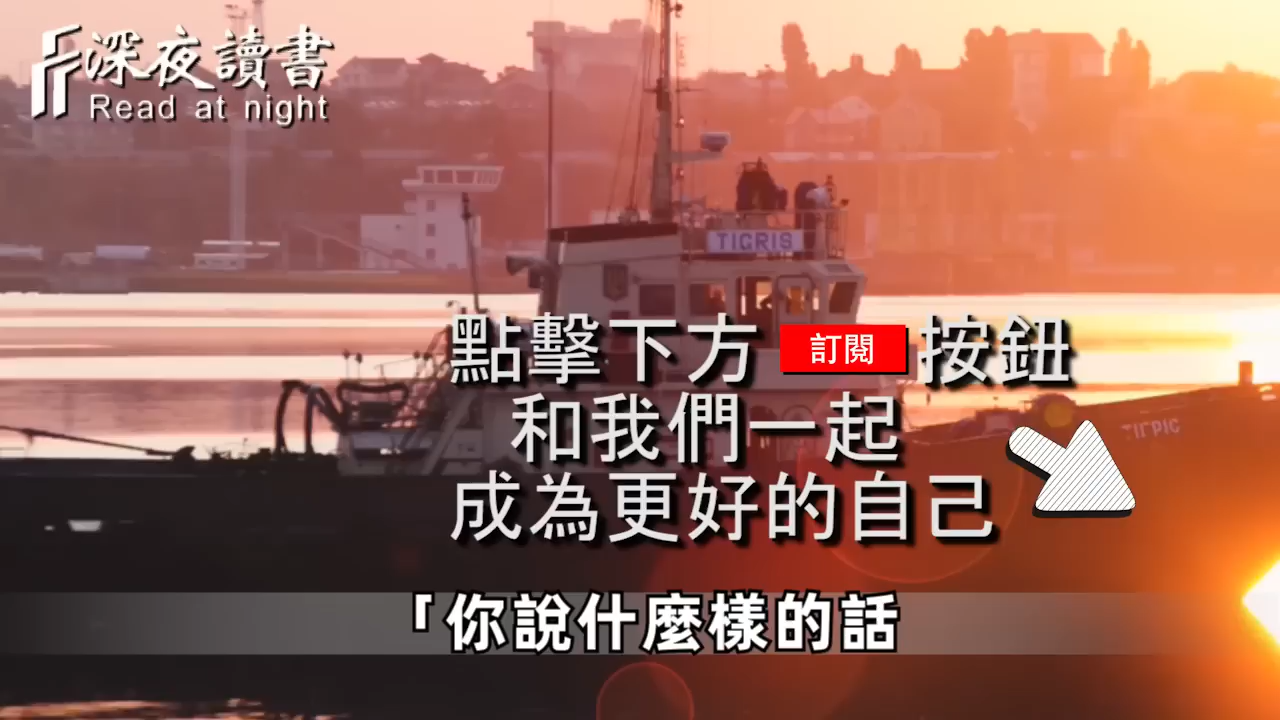 深夜讀書
Read at night
TIGRIS
點擊下方 訂閱 按鈕
和我們一起
成為更好的自己
ТІГРІС
「你說什麼樣的話